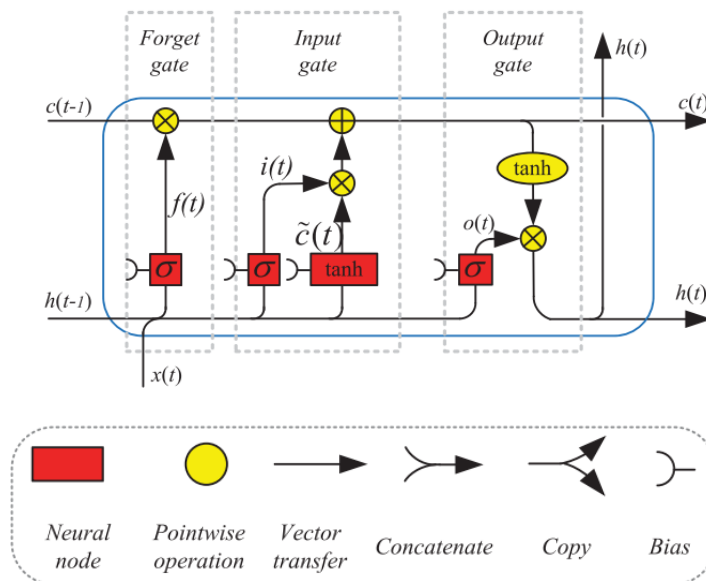 Forget
gate
Input
gate
Output
gate
h(t)
c(t-1)
c(t)
i(t)
tanh
f(t)
c̃(t)
o(t)
σ
σ
tanh
σ
h(t-1)
h(t)
x(t)
Neural
node
Pointwise
operation
Vector
transfer
Concatenate
Copy
Bias